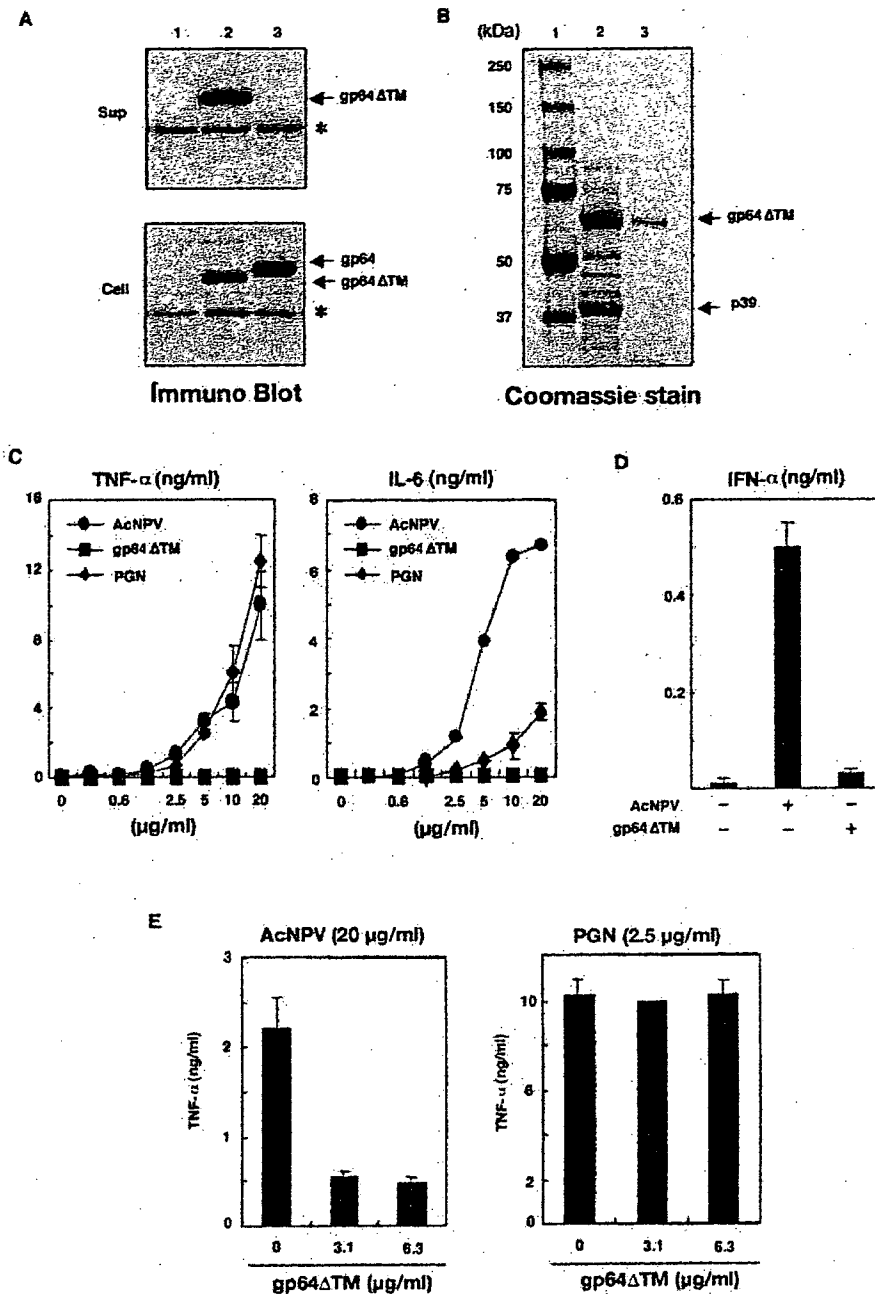 A
1 2 3
Sup
gp64ΔTM
*
Cell
gp64
gp64ΔTM
*
Immuno Blot
B
(kDa) 1 2 3
250
150
100
75
50
37
gp64ΔTM
p39
Coomassie stain
C
TNF-α (ng/ml)
16
12
8
4
0
AcNPV
gp64ΔTM
PGN
0 0.6 2.5 5 10 20
(μg/ml)
IL-6 (ng/ml)
8
6
4
2
0
AcNPV
gp64ΔTM
PGN
0 0.6 2.5 5 10 20
(μg/ml)
D
IFN-α (ng/ml)
0.6
0.4
0.2
AcNPV − + −
gp64ΔTM − − +
E
AcNPV (20 μg/ml)
TNF-α (ng/ml)
3
2
1
0
0 3.1 6.3
gp64ΔTM (μg/ml)
PGN (2.5 μg/ml)
TNF-α (ng/ml)
10
6
2
0
0 3.1 6.3
gp64ΔTM (μg/ml)